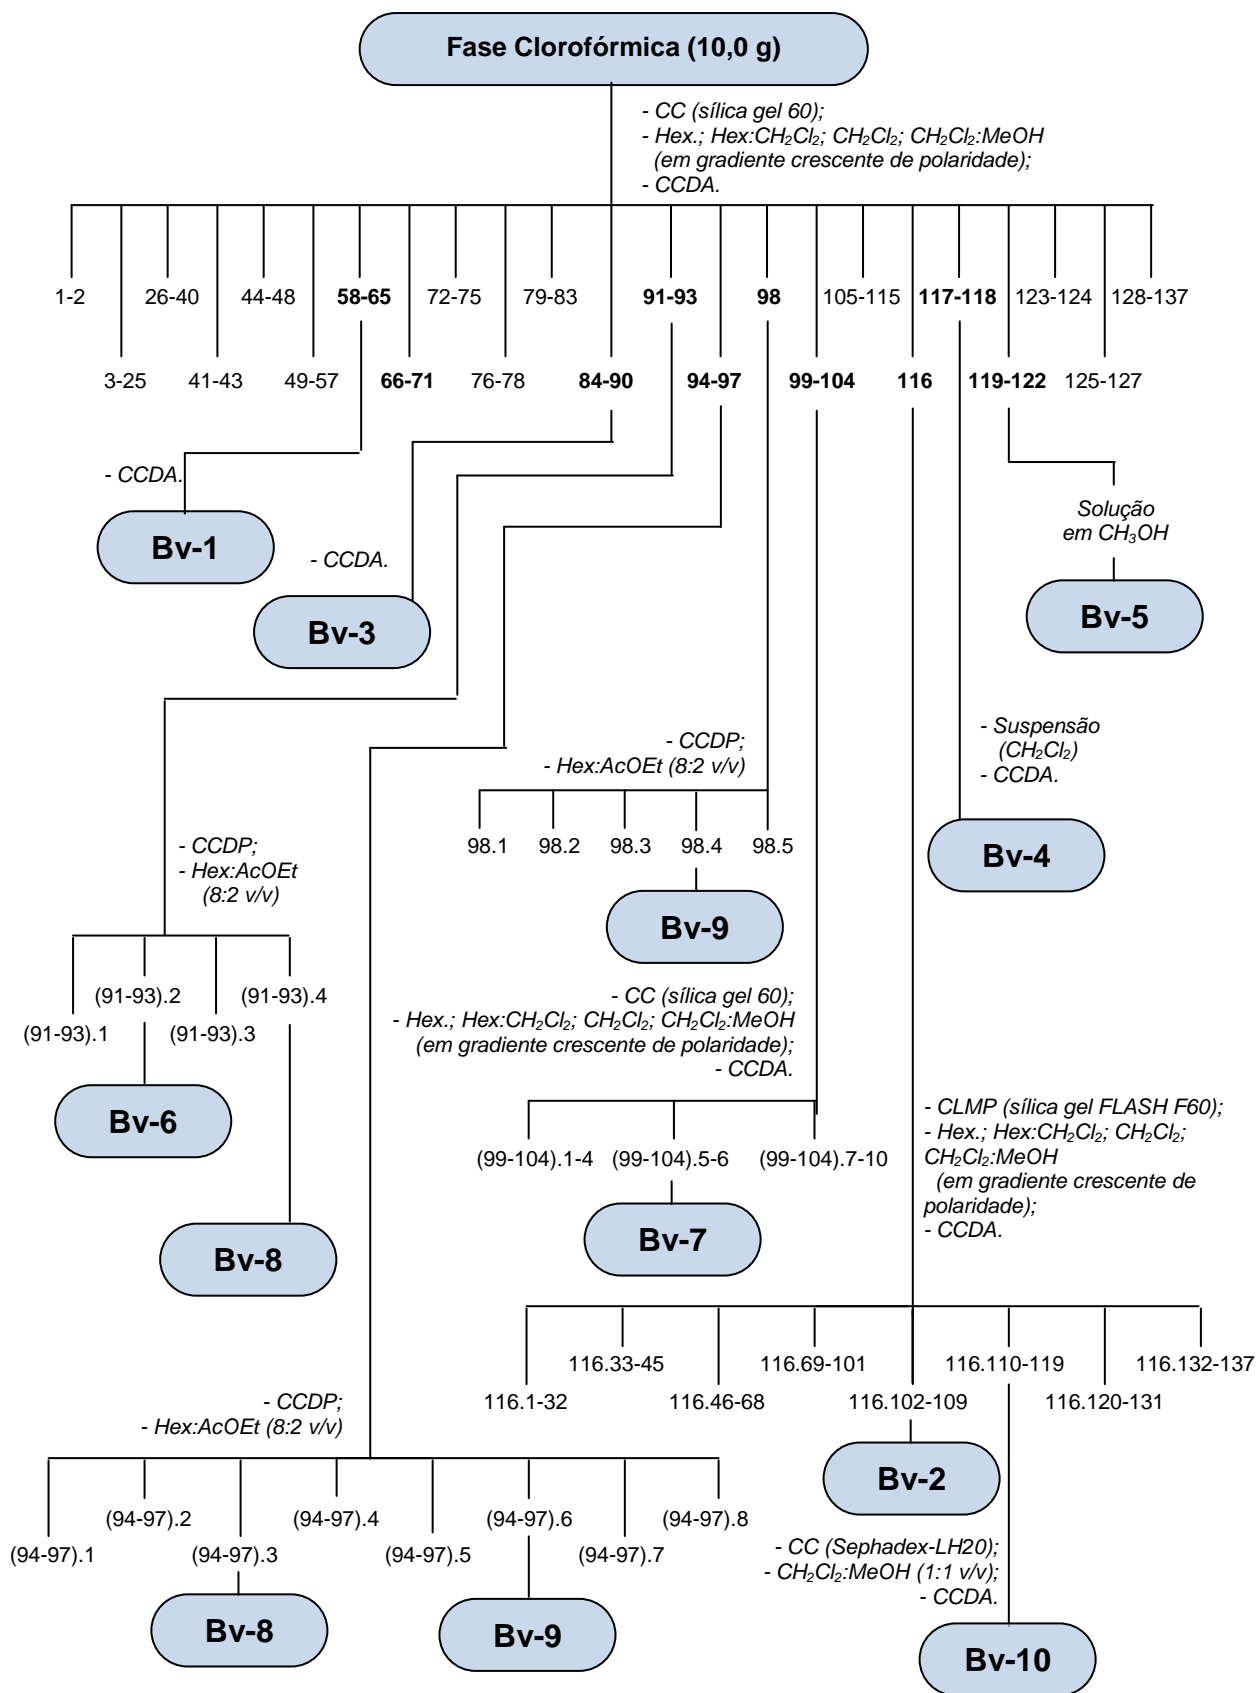 Fase Clorofórmica (10,0 g)
- CC (sílica gel 60);
- Hex.; Hex:CH₂Cl₂; CH₂Cl₂; CH₂Cl₂:MeOH
(em gradiente crescente de polaridade);
- CCDA.
1-2 26-40 44-48 58-65 72-75 79-83 91-93 98 105-115 117-118 123-124 128-137
3-25 41-43 49-57 66-71 76-78 84-90 94-97 99-104 116 119-122 125-127
- CCDA.
Bv-1
- CCDA.
Bv-3
Solução
em CH₃OH
Bv-5
- Suspensão
(CH₂Cl₂)
- CCDA.
Bv-4
- CCDP;
- Hex:AcOEt (8:2 v/v)
98.1 98.2 98.3 98.4 98.5
Bv-9
- CCDP;
- Hex:AcOEt
(8:2 v/v)
(91-93).2 (91-93).4
(91-93).1 (91-93).3
Bv-6
Bv-8
- CC (sílica gel 60);
- Hex.; Hex:CH₂Cl₂; CH₂Cl₂; CH₂Cl₂:MeOH
(em gradiente crescente de polaridade);
- CCDA.
(99-104).1-4 (99-104).5-6 (99-104).7-10
Bv-7
- CLMP (sílica gel FLASH F60);
- Hex.; Hex:CH₂Cl₂; CH₂Cl₂;
CH₂Cl₂:MeOH
(em gradiente crescente de
polaridade);
- CCDA.
116.33-45 116.69-101 116.110-119 116.132-137
116.1-32 116.46-68 116.102-109 116.120-131
Bv-2
- CCDP;
- Hex:AcOEt (8:2 v/v)
(94-97).2 (94-97).4 (94-97).6 (94-97).8
(94-97).1 (94-97).3 (94-97).5 (94-97).7
Bv-8
Bv-9
- CC (Sephadex-LH20);
- CH₂Cl₂:MeOH (1:1 v/v);
- CCDA.
Bv-10